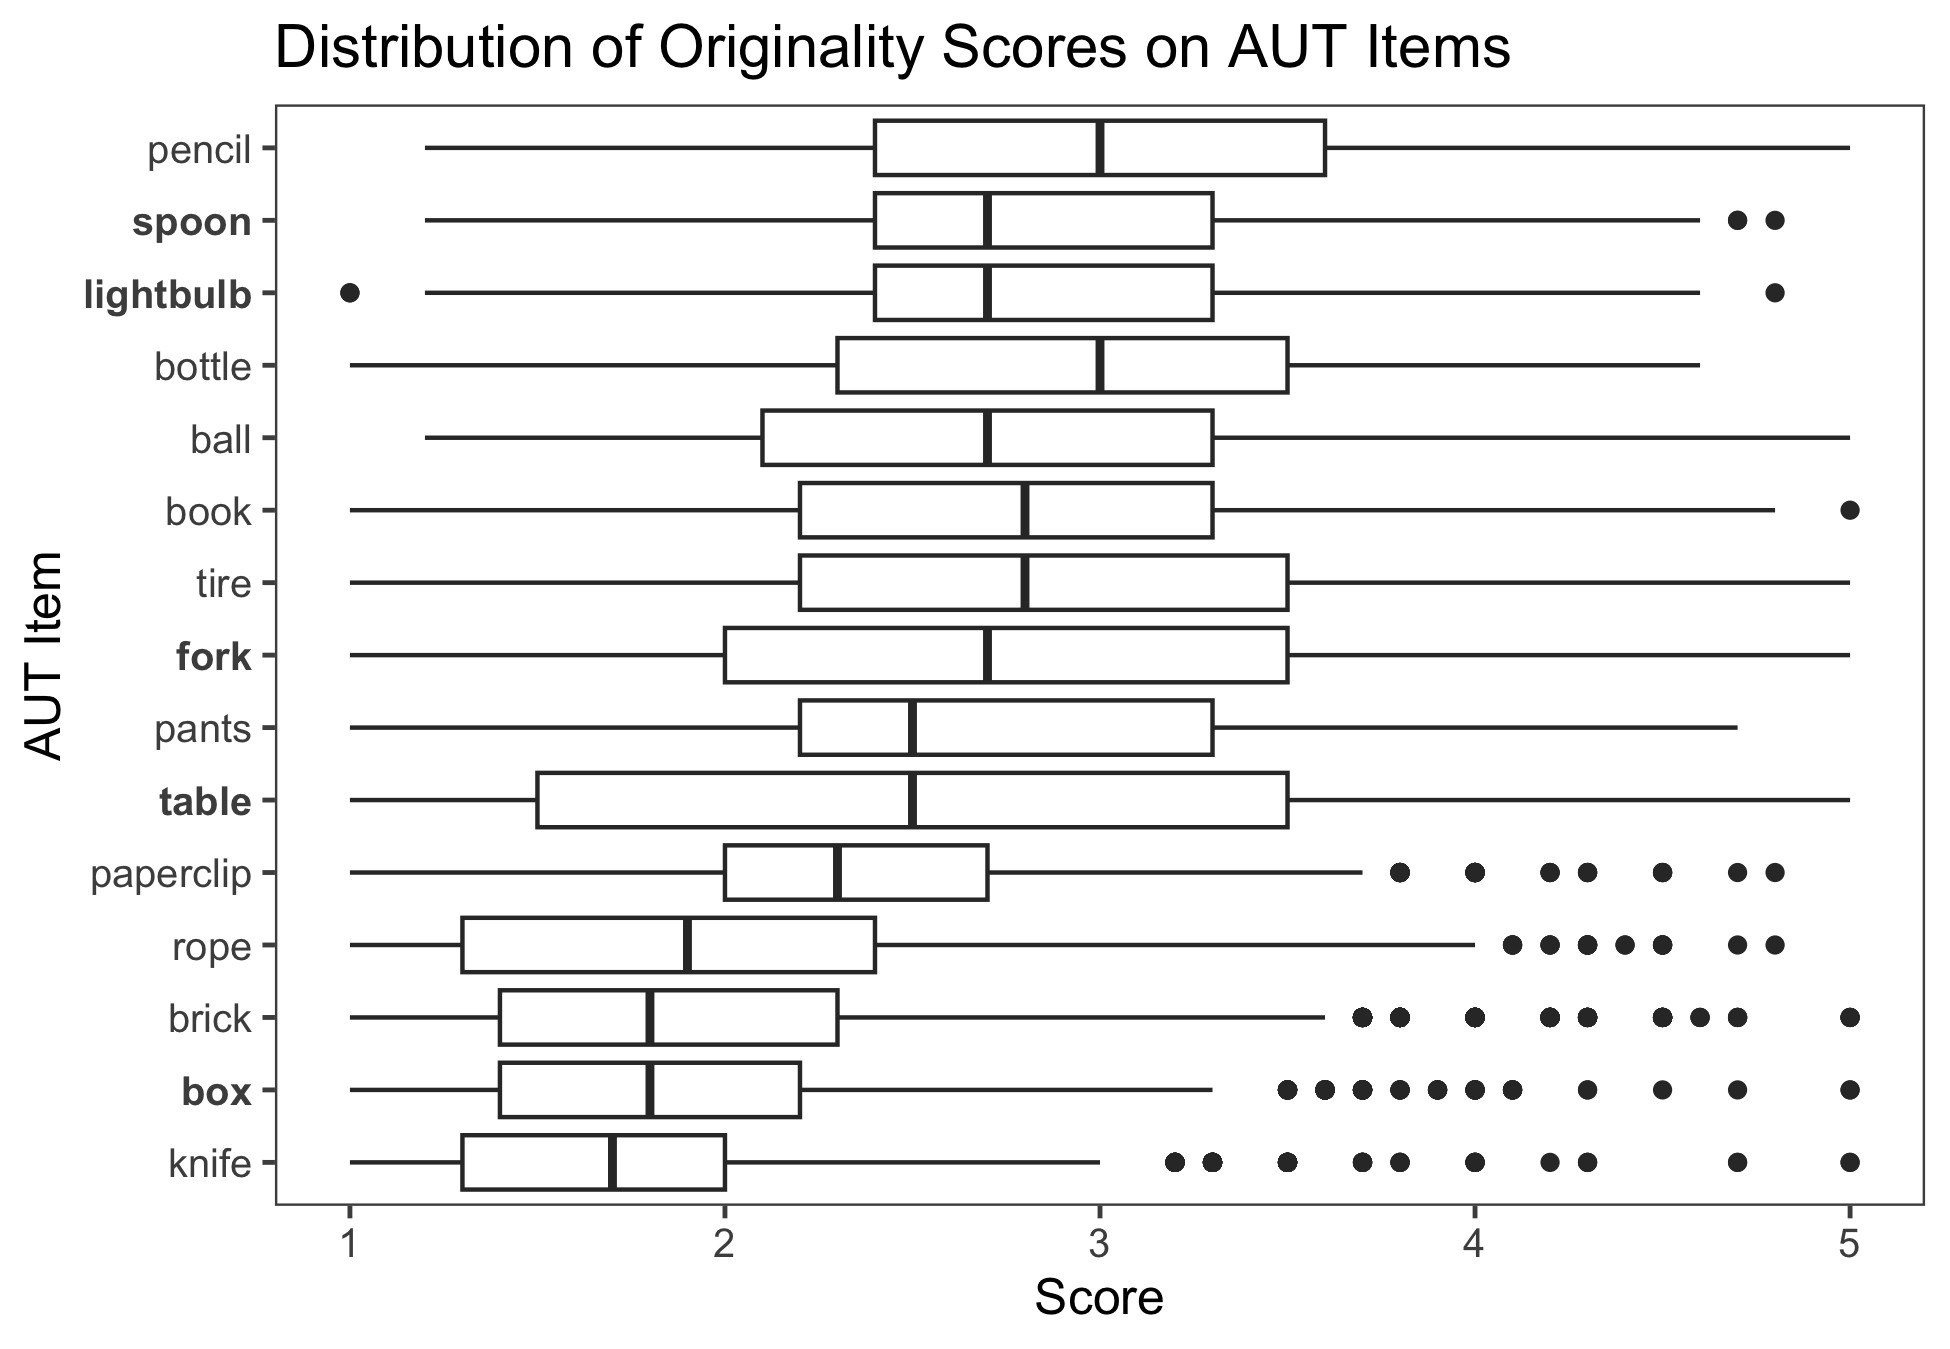 Distribution of Originality Scores on AUT Items
AUT Item
pencil
spoon
lightbulb
bottle
ball
book
tire
fork
pants
table
paperclip
rope
brick
box
knife
1 2 3 4 5
Score